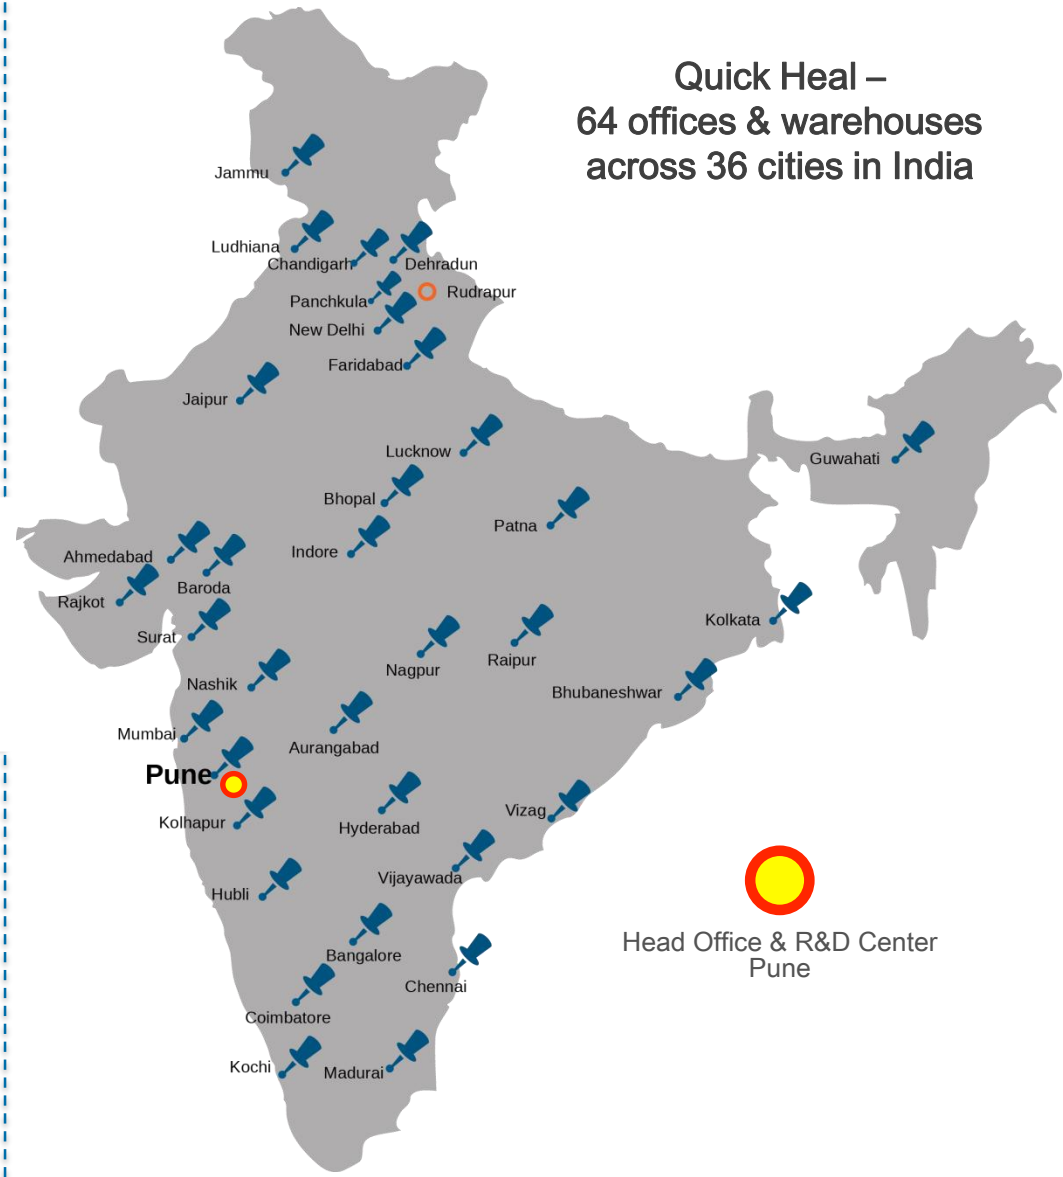 Quick Heal –
64 offices & warehouses
across 36 cities in India
Jammu
Ludhiana
Chandigarh
Dehradun
Panchkula
Rudrapur
New Delhi
Faridabad
Jaipur
Lucknow
Guwahati
Bhopal
Patna
Indore
Ahmedabad
Baroda
Rajkot
Kolkata
Surat
Raipur
Nagpur
Nashik
Bhubaneshwar
Mumbai
Aurangabad
Pune
Vizag
Kolhapur
Hyderabad
Vijayawada
Hubli
Head Office & R&D Center
Pune
Bangalore
Chennai
Coimbatore
Kochi
Madurai